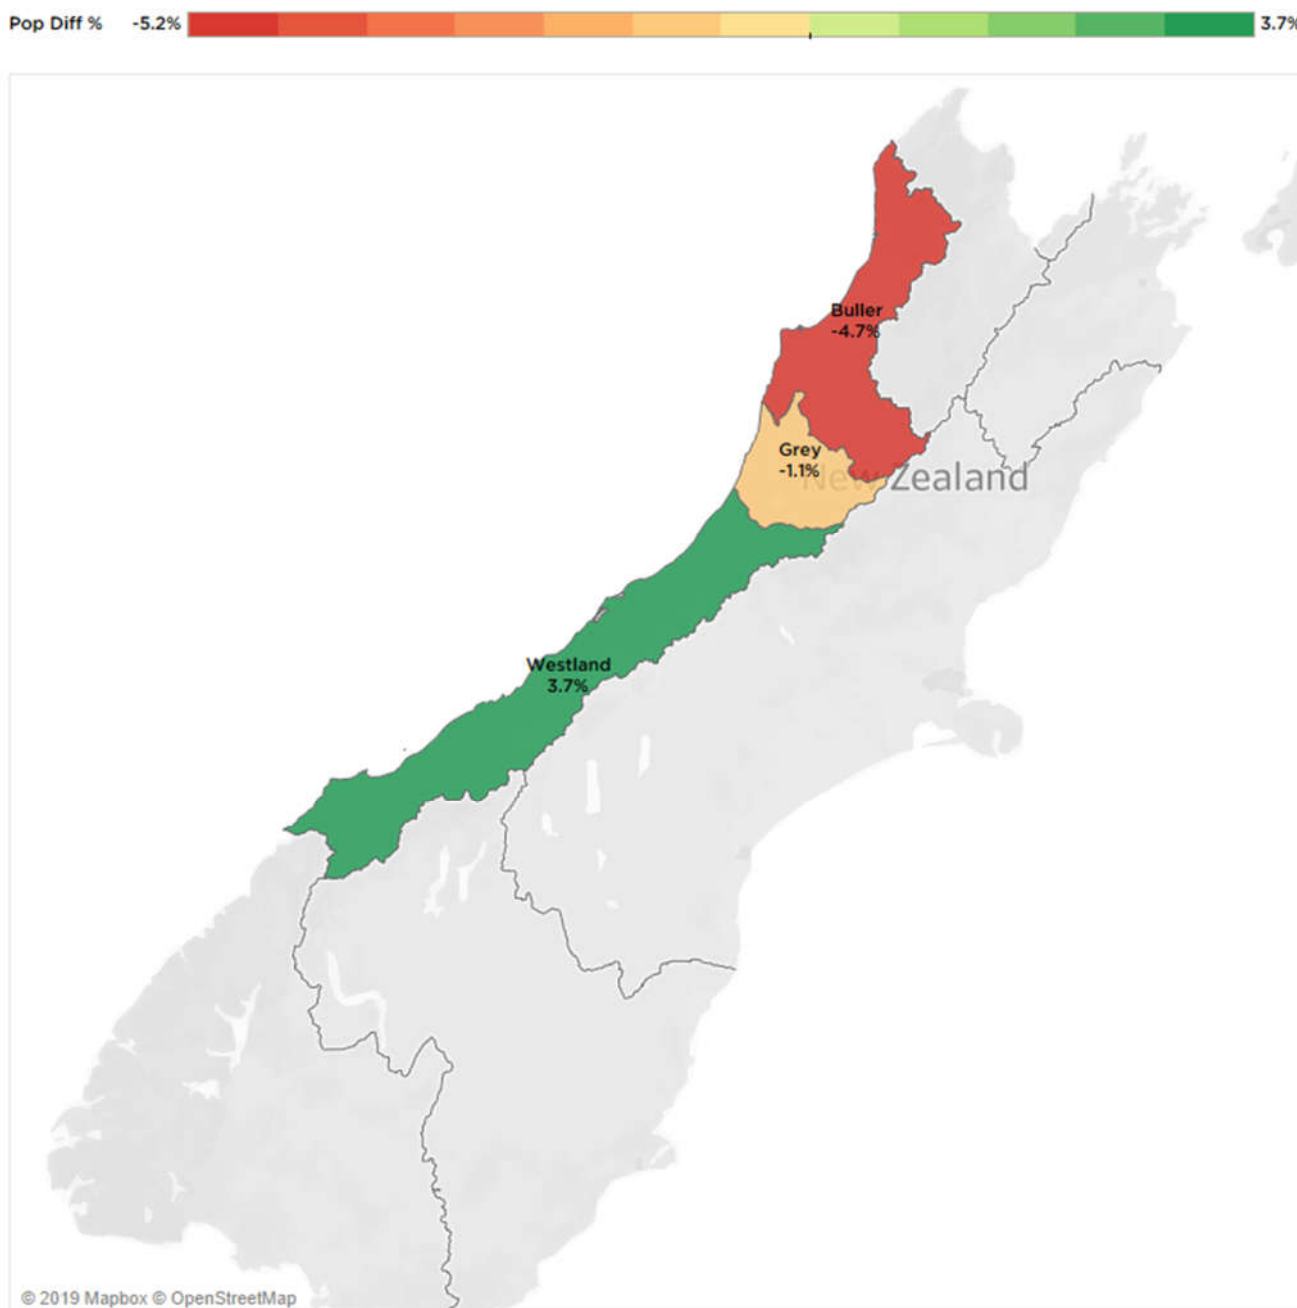 Pop Diff % -5.2% 3.7%
Buller
-4.7%
Grey
-1.1%
New Zealand
Westland
3.7%
© 2019 Mapbox © OpenStreetMap